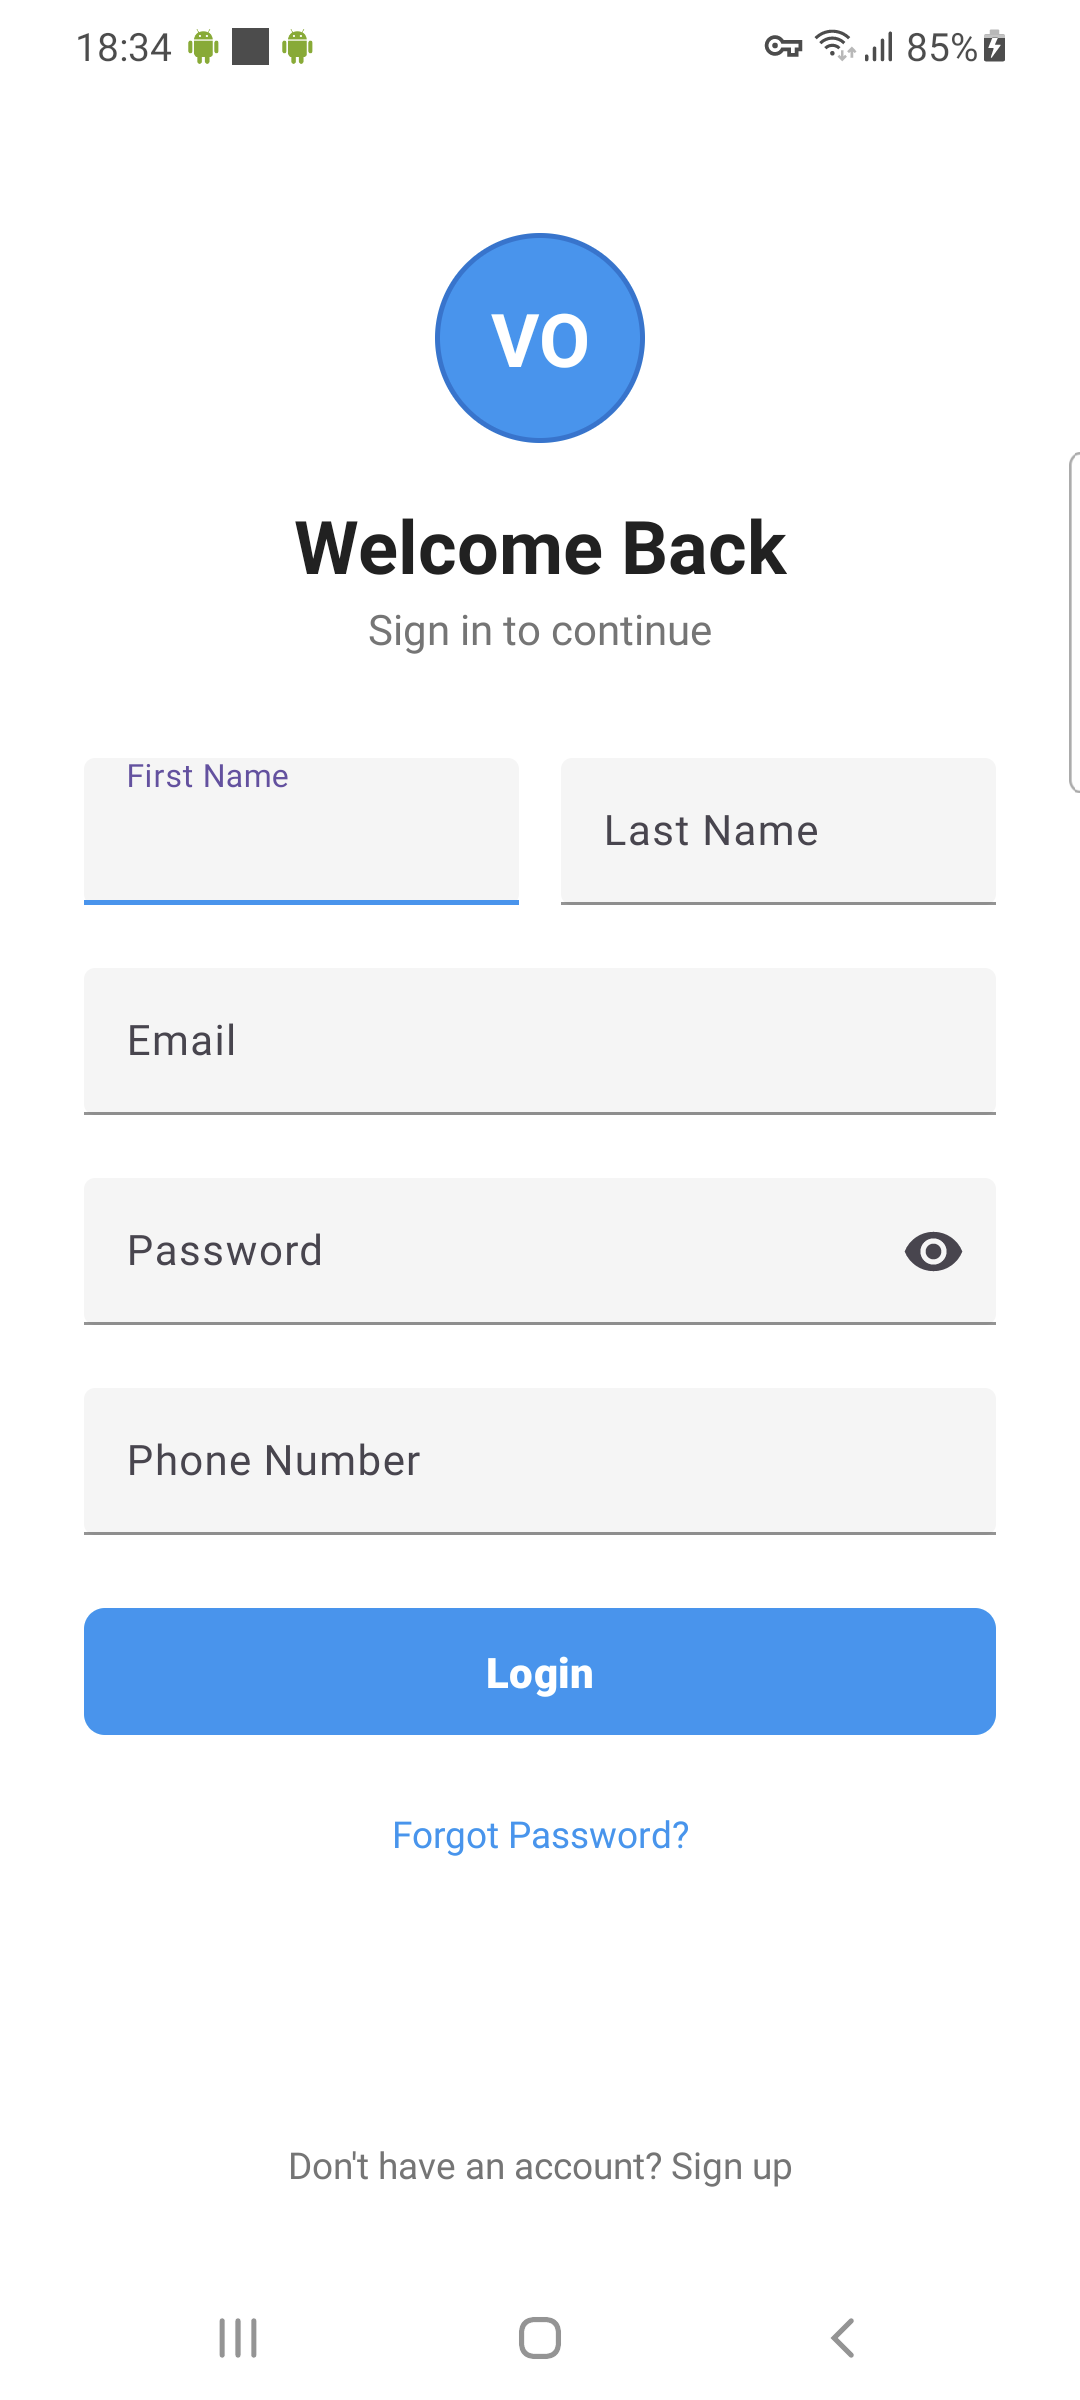 18:34 85%
VO
Welcome Back
Sign in to continue
First Name
Last Name
Email
Password
Phone Number
Login
Forgot Password?
Don't have an account? Sign up